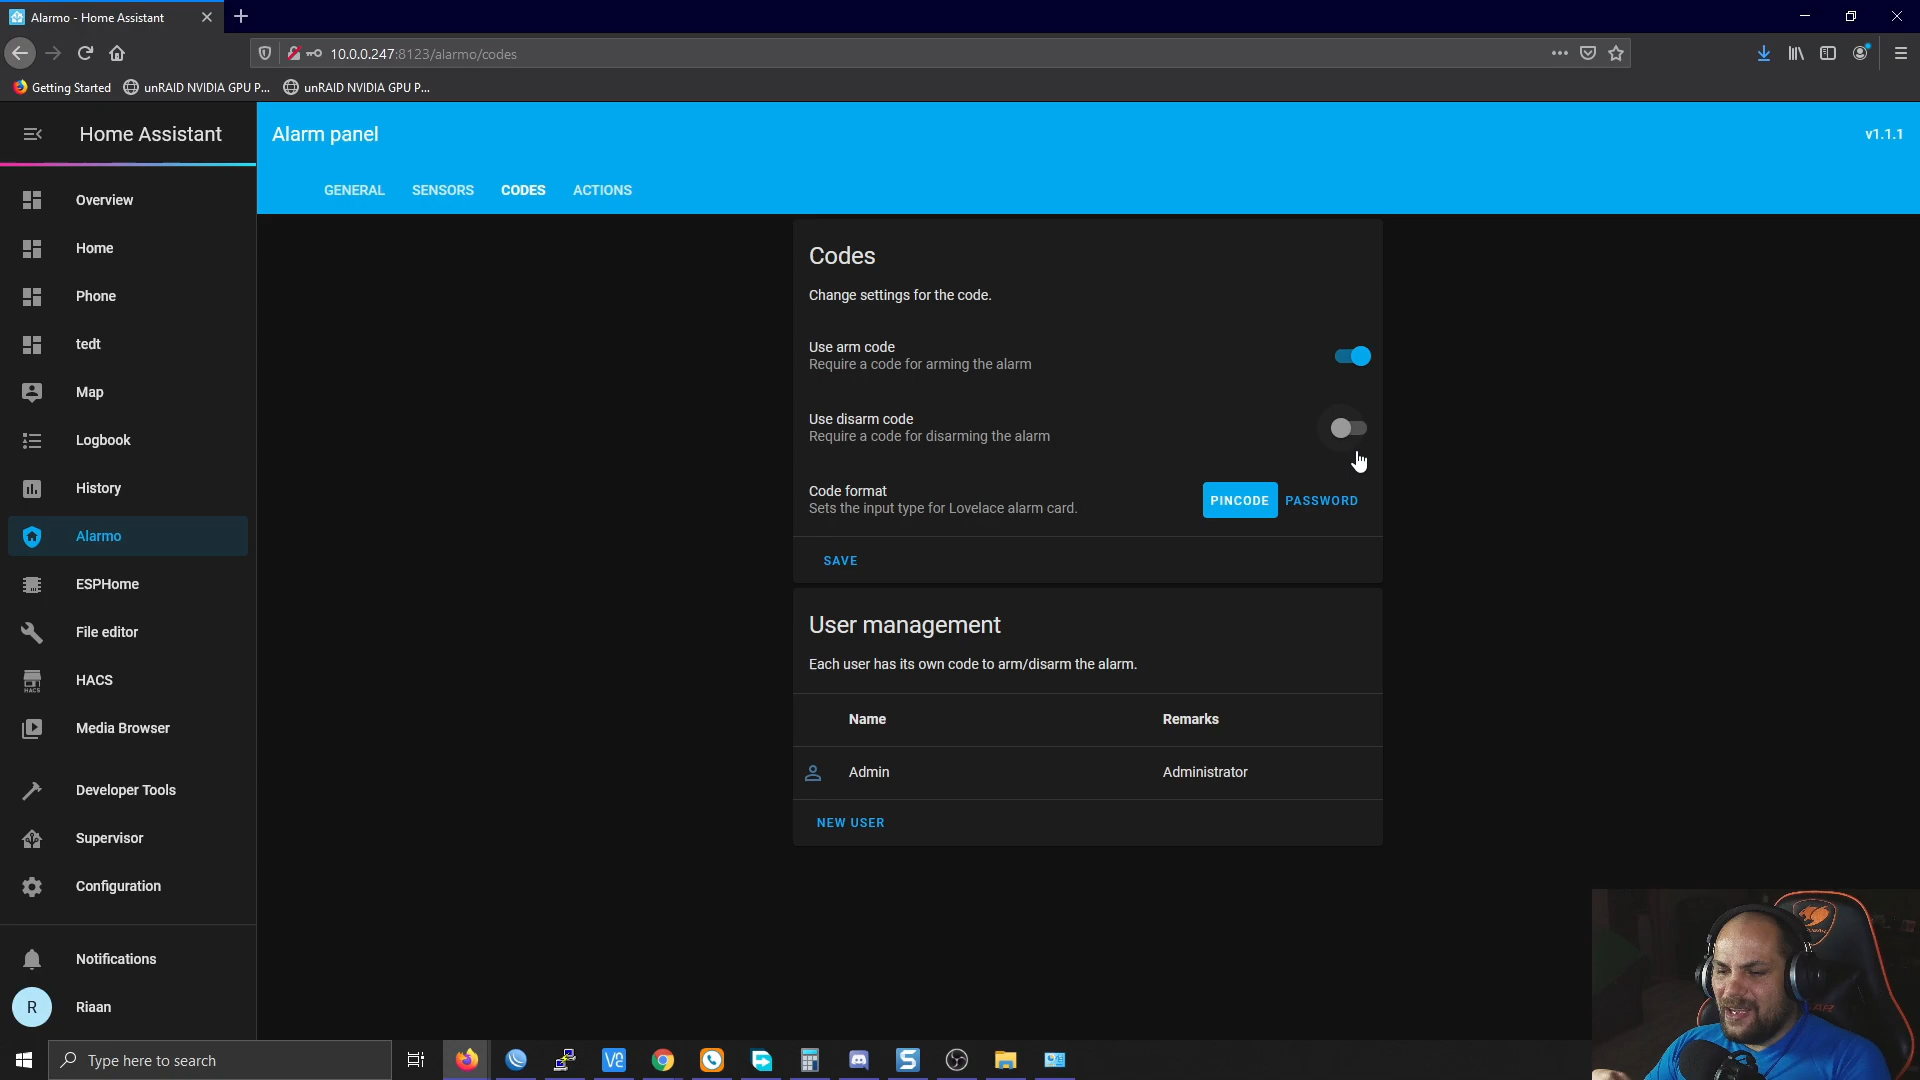 Alarmo - Home Assistant
10.0.0.247:8123/alarmo/codes
Getting Started
unRAID NVIDIA GPU P...
unRAID NVIDIA GPU P...
Home Assistant
Alarm panel
v1.1.1
GENERAL
SENSORS
CODES
ACTIONS
Overview
Home
Phone
tedt
Map
Logbook
History
Alarmo
ESPHome
File editor
HACS
HACS
Media Browser
Developer Tools
Supervisor
Configuration
Notifications
R
Riaan
Codes
Change settings for the code.
Use arm code
Require a code for arming the alarm
Use disarm code
Require a code for disarming the alarm
Code format
Sets the input type for Lovelace alarm card.
PINCODE
PASSWORD
SAVE
User management
Each user has its own code to arm/disarm the alarm.
Name
Remarks
Admin
Administrator
NEW USER
Type here to search